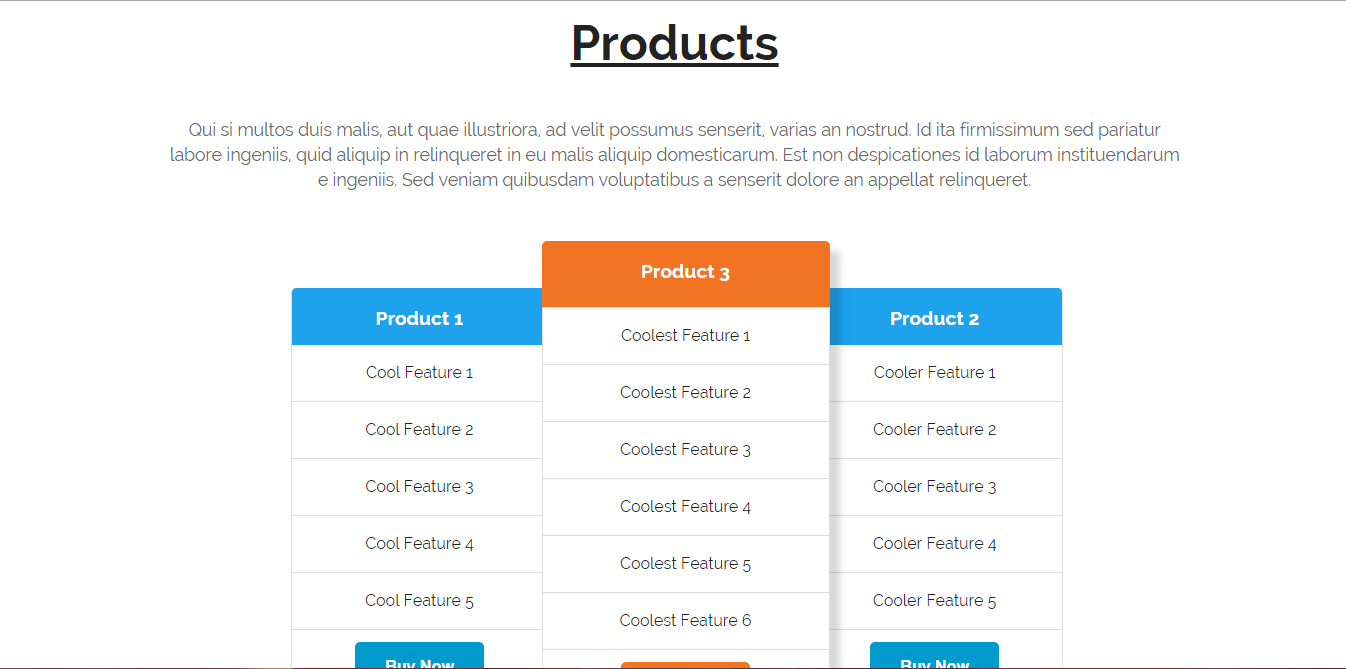 Products
Qui si multos duis malis, aut quae illustriora, ad velit possumus senserit, varias an nostrud. Id ita firmissimum sed pariatur
labore ingeniis, quid aliquip in relinqueret in eu malis aliquip domesticarum. Est non despicationes id laborum instituendarum
e ingeniis. Sed veniam quibusdam voluptatibus a senserit dolore an appellat relinqueret.
Product 1
Cool Feature 1
Cool Feature 2
Cool Feature 3
Cool Feature 4
Cool Feature 5
Buy Now
Product 3
Coolest Feature 1
Coolest Feature 2
Coolest Feature 3
Coolest Feature 4
Coolest Feature 5
Coolest Feature 6
Product 2
Cooler Feature 1
Cooler Feature 2
Cooler Feature 3
Cooler Feature 4
Cooler Feature 5
Buy Now